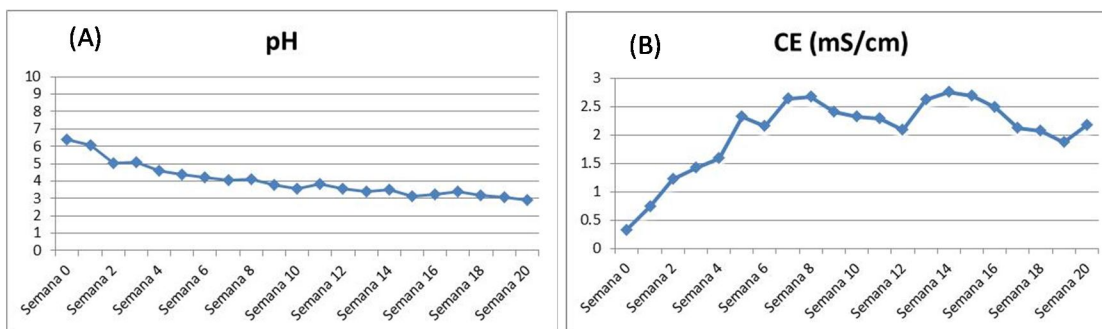 (A)
pH
10
9
8
7
6
5
4
3
2
1
0
Semana 0
Semana 2
Semana 4
Semana 6
Semana 8
Semana 10
Semana 12
Semana 14
Semana 16
Semana 18
Semana 20
(B)
CE (mS/cm)
3
2.5
2
1.5
1
0.5
0
Semana 0
Semana 2
Semana 4
Semana 6
Semana 8
Semana 10
Semana 12
Semana 14
Semana 16
Semana 18
Semana 20